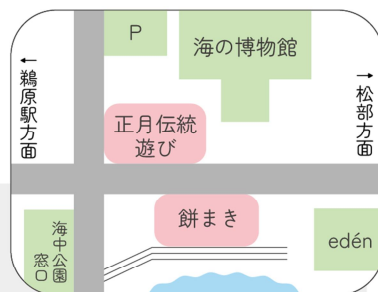 P
海の博物館
←鵜原駅方面
→松部方面
正月伝統
遊び
餅まき
海中公園
窓口
edén